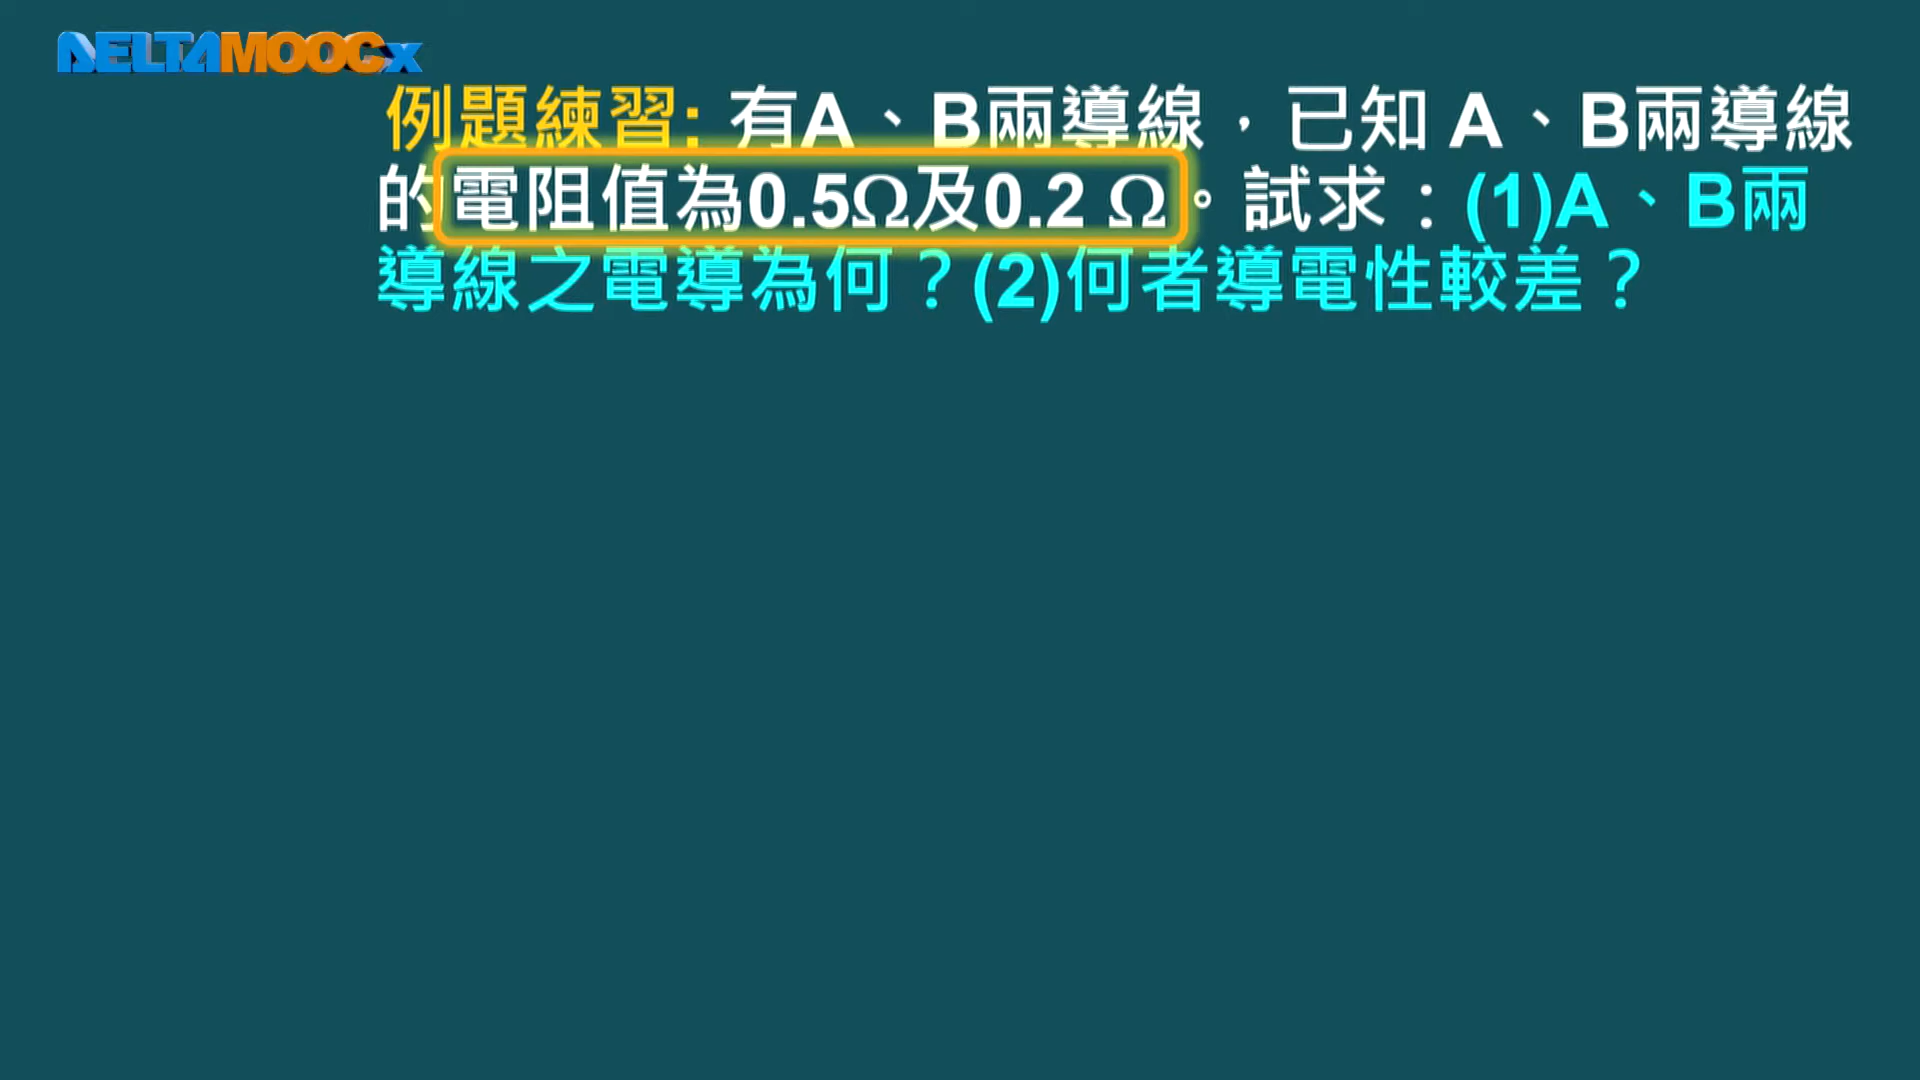 DELTAMOOCx
例題練習: 有A、B兩導線，已知 A、B兩導線
的電阻值為0.5Ω及0.2 Ω。試求：(1)A、B兩
導線之電導為何？(2)何者導電性較差？